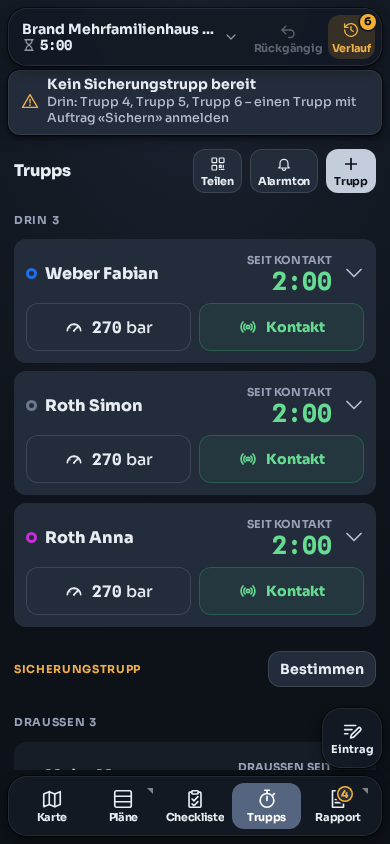 Brand Mehrfamilienhaus ...
5:00
Rückgängig
Verlauf
6
Kein Sicherungstrupp bereit
Drin: Trupp 4, Trupp 5, Trupp 6 – einen Trupp mit
Auftrag «Sichern» anmelden
Trupps
Teilen
Alarmton
Trupp
DRIN 3
Weber Fabian
SEIT KONTAKT
2:00
270 bar
Kontakt
Roth Simon
SEIT KONTAKT
2:00
270 bar
Kontakt
Roth Anna
SEIT KONTAKT
2:00
270 bar
Kontakt
SICHERUNGSTRUPP
Bestimmen
DRAUSSEN 3
Eintrag
DRAUSSEN SEIT
Karte
Pläne
Checkliste
Trupps
4
Rapport